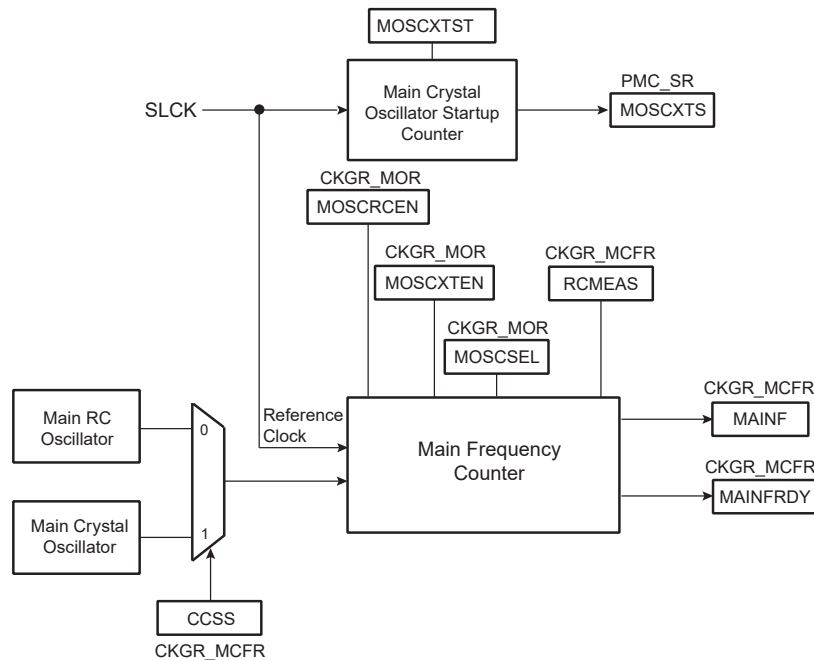 MOSCXTST
Main Crystal
Oscillator Startup
Counter
SLCK
PMC_SR
MOSCXTS
CKGR_MOR
MOSCRCEN
CKGR_MOR
MOSCXTEN
CKGR_MCFR
RCMEAS
CKGR_MOR
MOSCSEL
Main RC
Oscillator
0
Reference
Clock
Main Frequency
Counter
CKGR_MCFR
MAINF
CKGR_MCFR
MAINFRDY
Main Crystal
Oscillator
1
CCSS
CKGR_MCFR